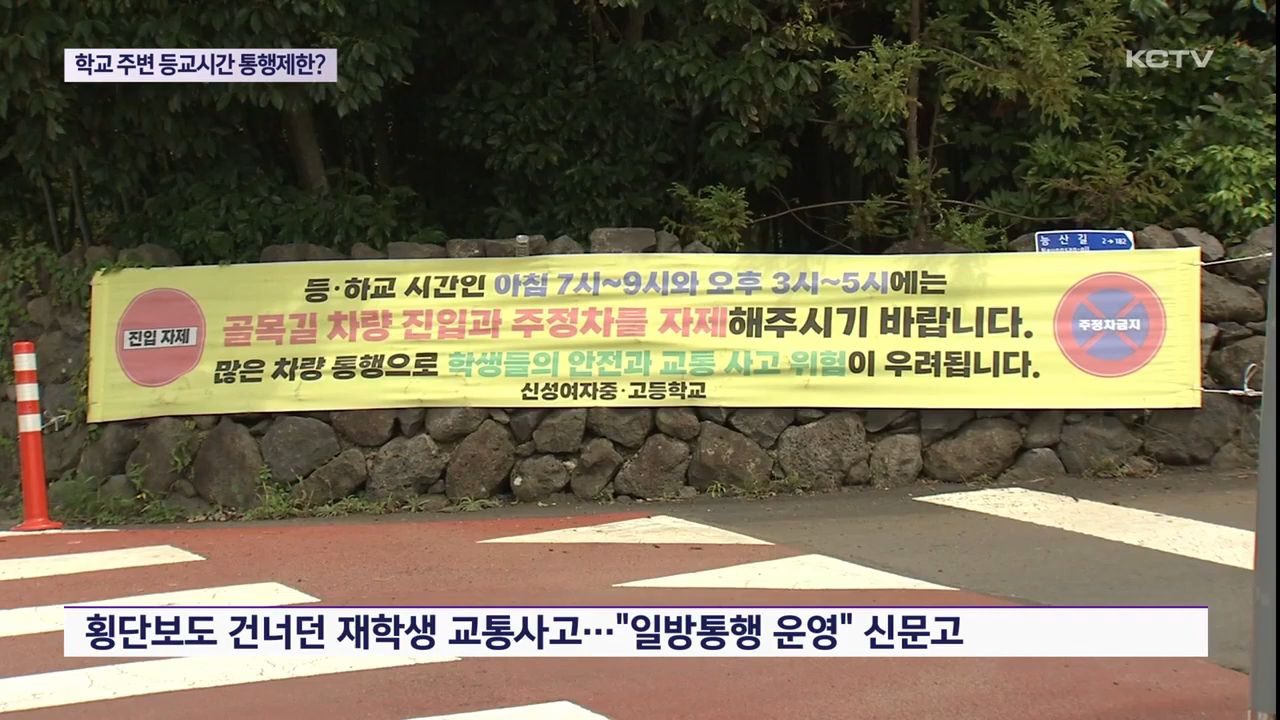 학교 주변 등교시간 통행제한?
KCTV
능산길 2→182
Neungsan-gil
등·하교 시간인 아침 7시~9시와 오후 3시~5시에는
진입 자제
골목길 차량 진입과 주정차를 자제해주시기 바랍니다.
주정차금지
많은 차량 통행으로 학생들의 안전과 교통 사고 위험이 우려됩니다.
신성여자중·고등학교
횡단보도 건너던 재학생 교통사고…"일방통행 운영" 신문고